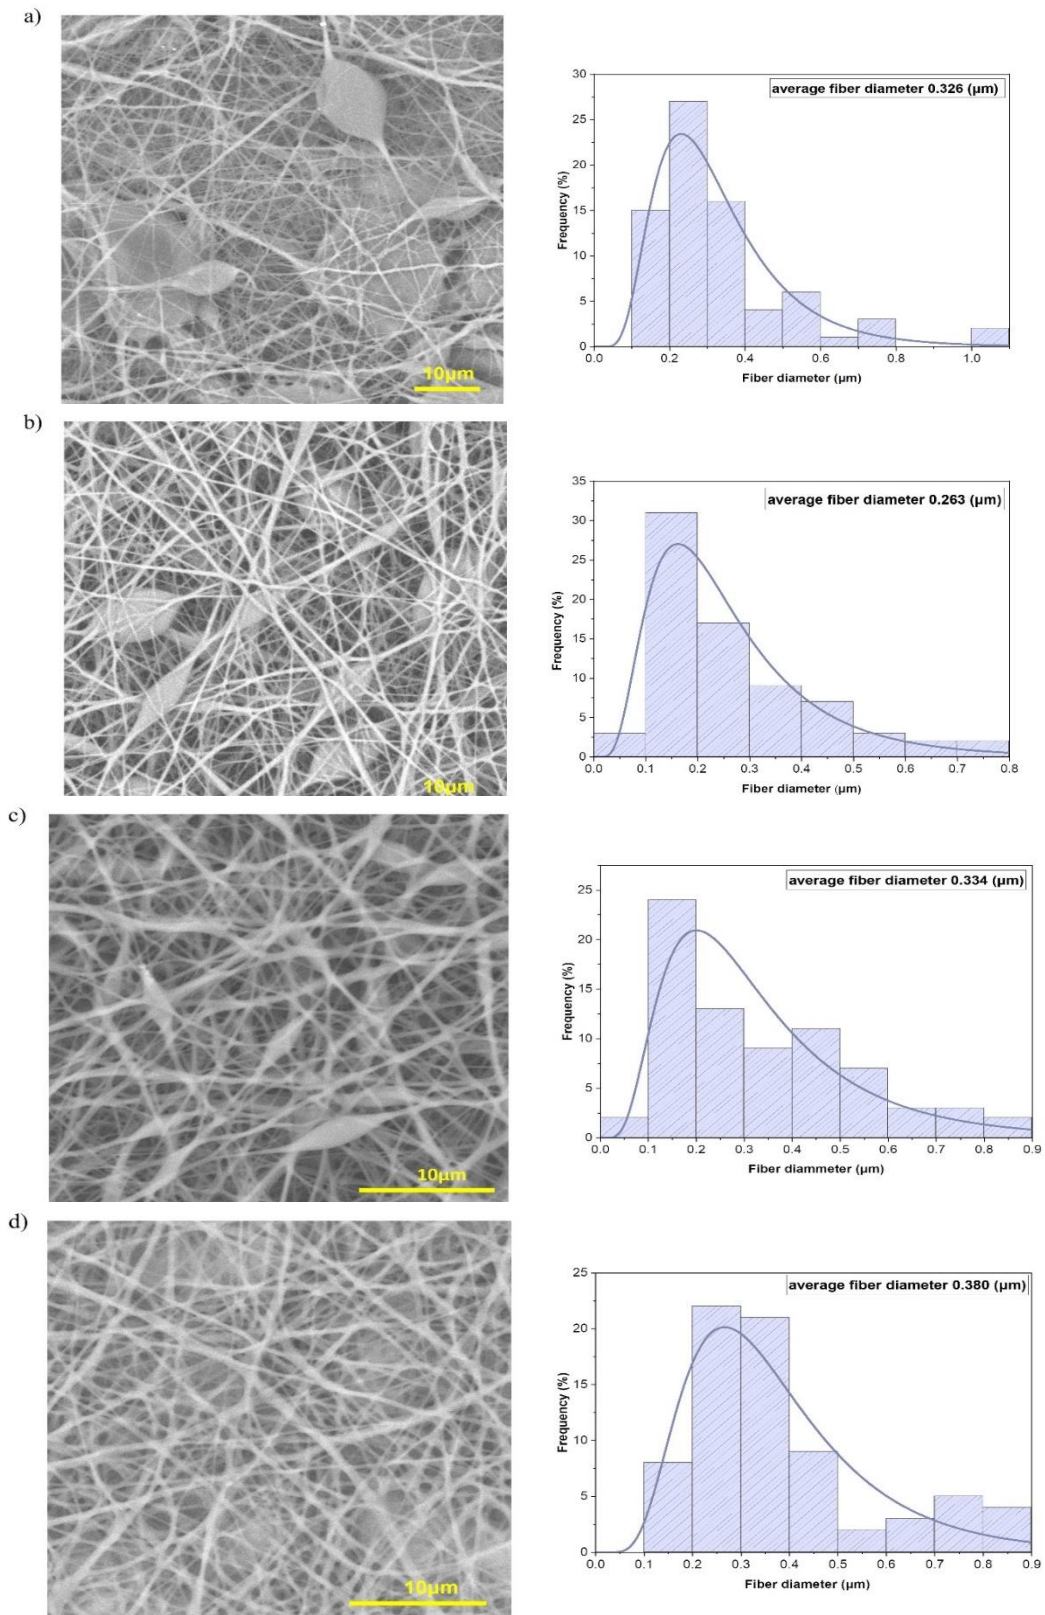 a)
10µm
average fiber diameter 0.326 (µm)
Frequency (%)
30
25
20
15
10
5
0
0.0 0.2 0.4 0.6 0.8 1.0
Fiber diameter (µm)
b)
10µm
average fiber diameter 0.263 (µm)
Frequency (%)
35
30
25
20
15
10
5
0
0.0 0.1 0.2 0.3 0.4 0.5 0.6 0.7 0.8
Fiber diameter (µm)
c)
10µm
average fiber diameter 0.334 (µm)
Frequency (%)
25
20
15
10
5
0
0.0 0.1 0.2 0.3 0.4 0.5 0.6 0.7 0.8 0.9
Fiber diammeter (µm)
d)
10µm
average fiber diameter 0.380 (µm)
Frequency (%)
25
20
15
10
5
0
0.0 0.1 0.2 0.3 0.4 0.5 0.6 0.7 0.8 0.9
Fiber diameter (µm)